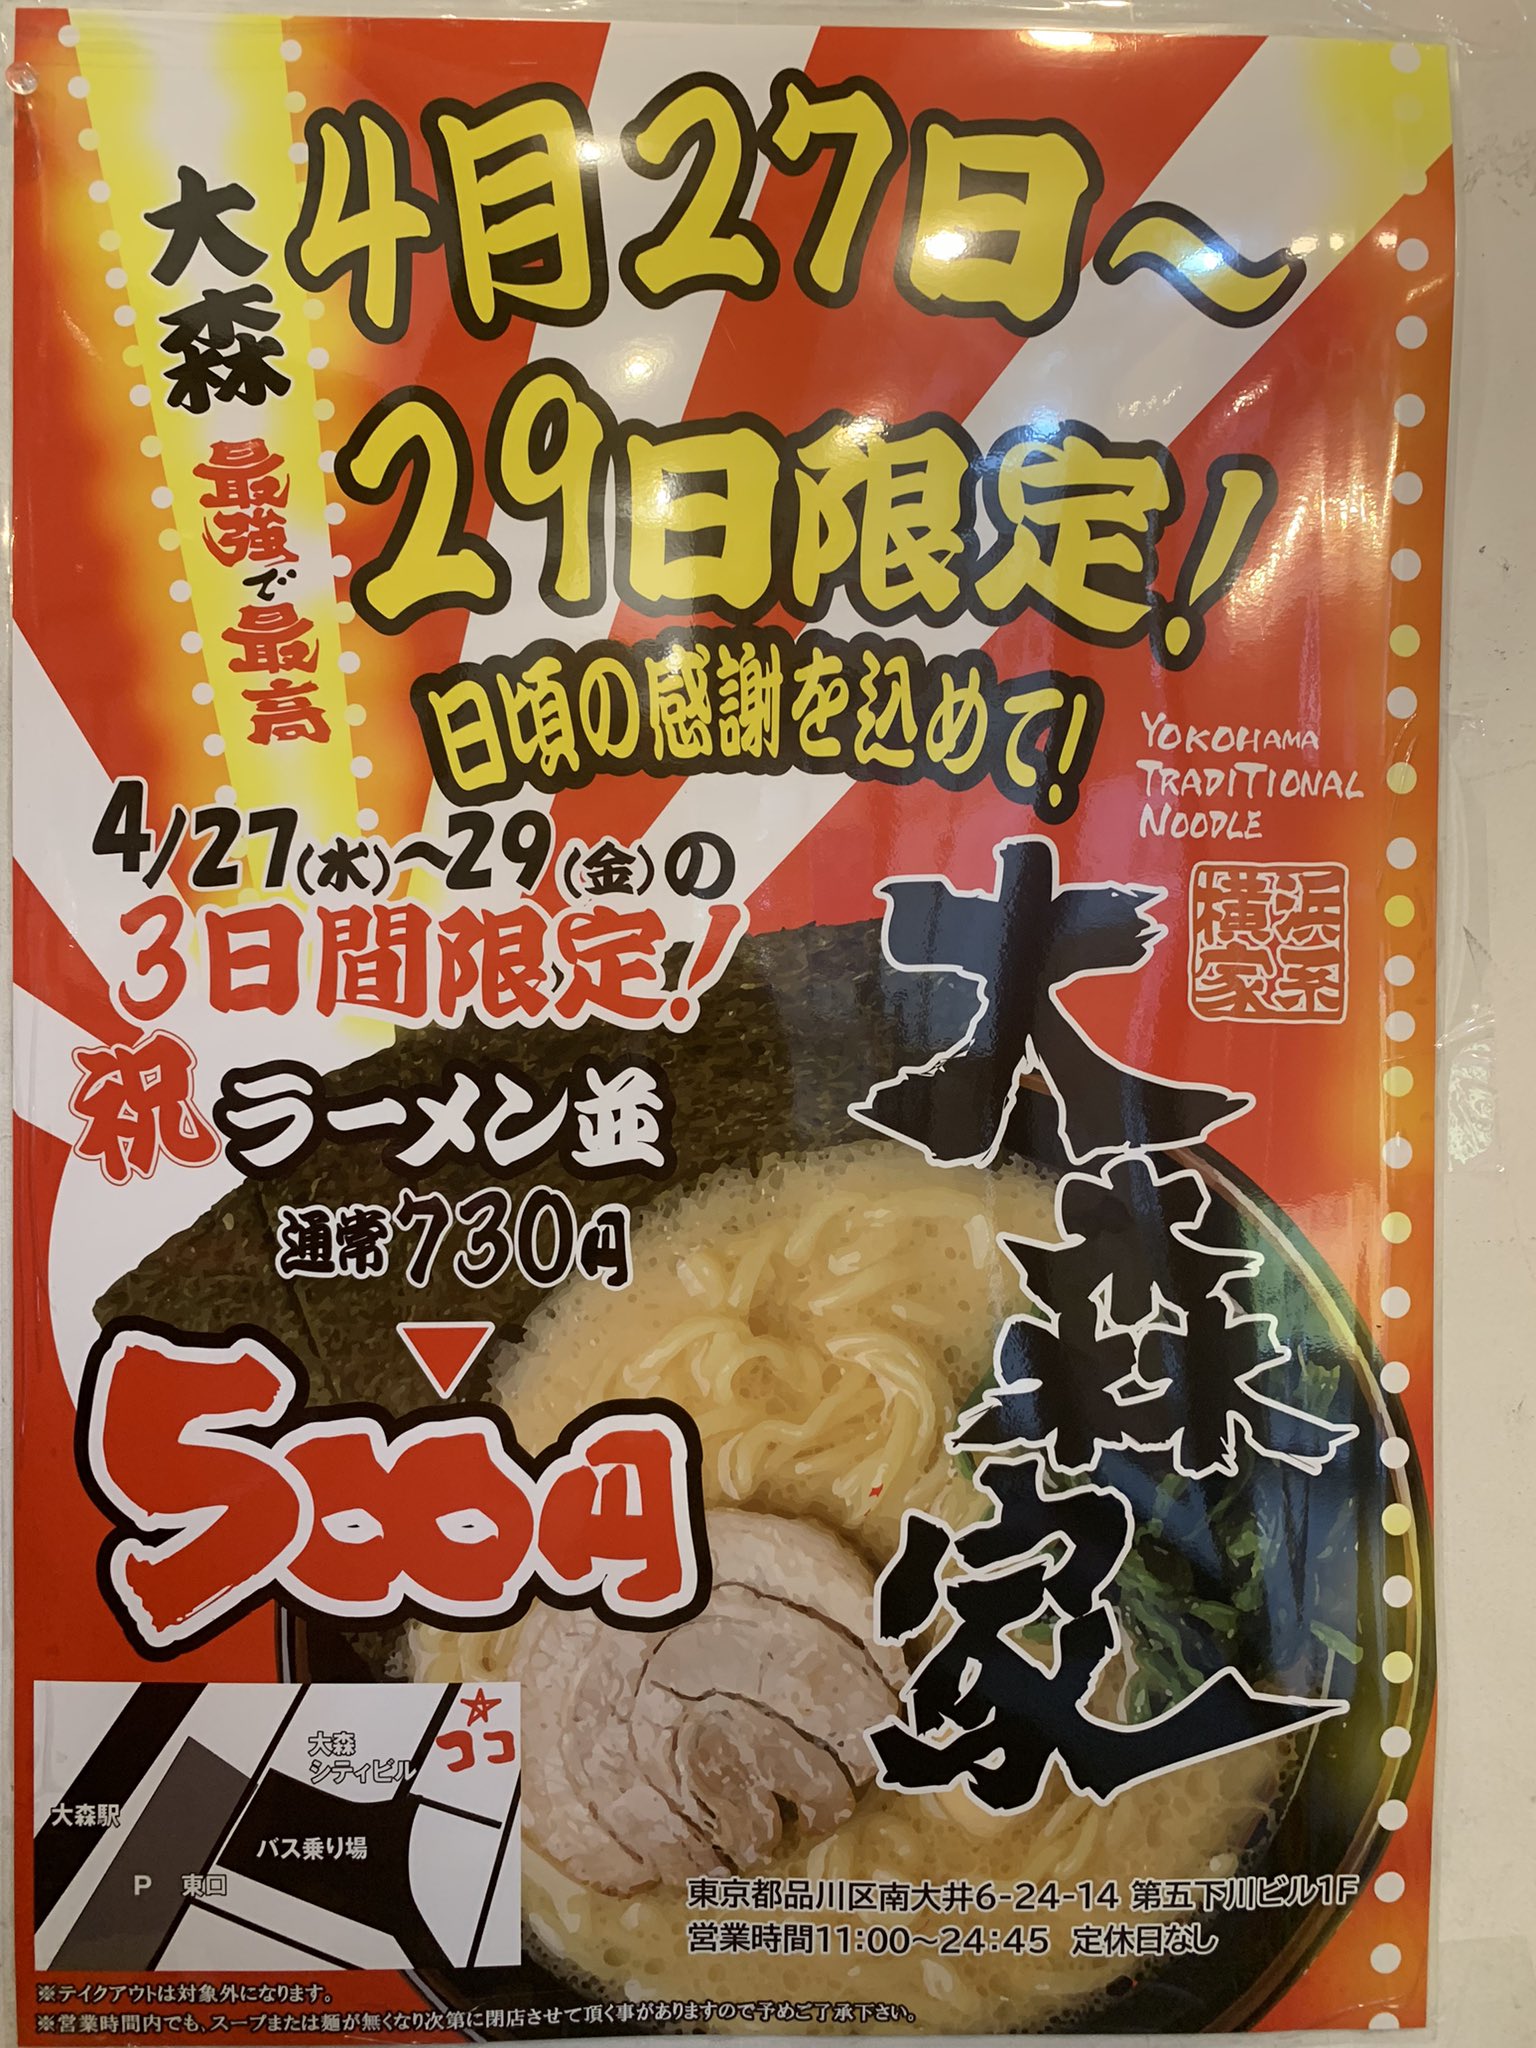 4月27日～
29日限定!
日頃の感謝を込めて!
大森最強で最高
YOKOHAMA
TRADITIONAL
NOODLE
横浜
家系
大森家
4/27(水)～29(金)の
3日間限定!
祝ラーメン並
通常730円
500円
ココ
大森
シティビル
大森駅
バス乗り場
P 東口
東京都品川区南大井6-24-14 第五下川ビル1F
営業時間11:00～24:45 定休日なし
※テイクアウトは対象外になります。
※営業時間内でも、スープまたは麺が無くなり次第に閉店させて頂く事がありますので予めご了承下さい。